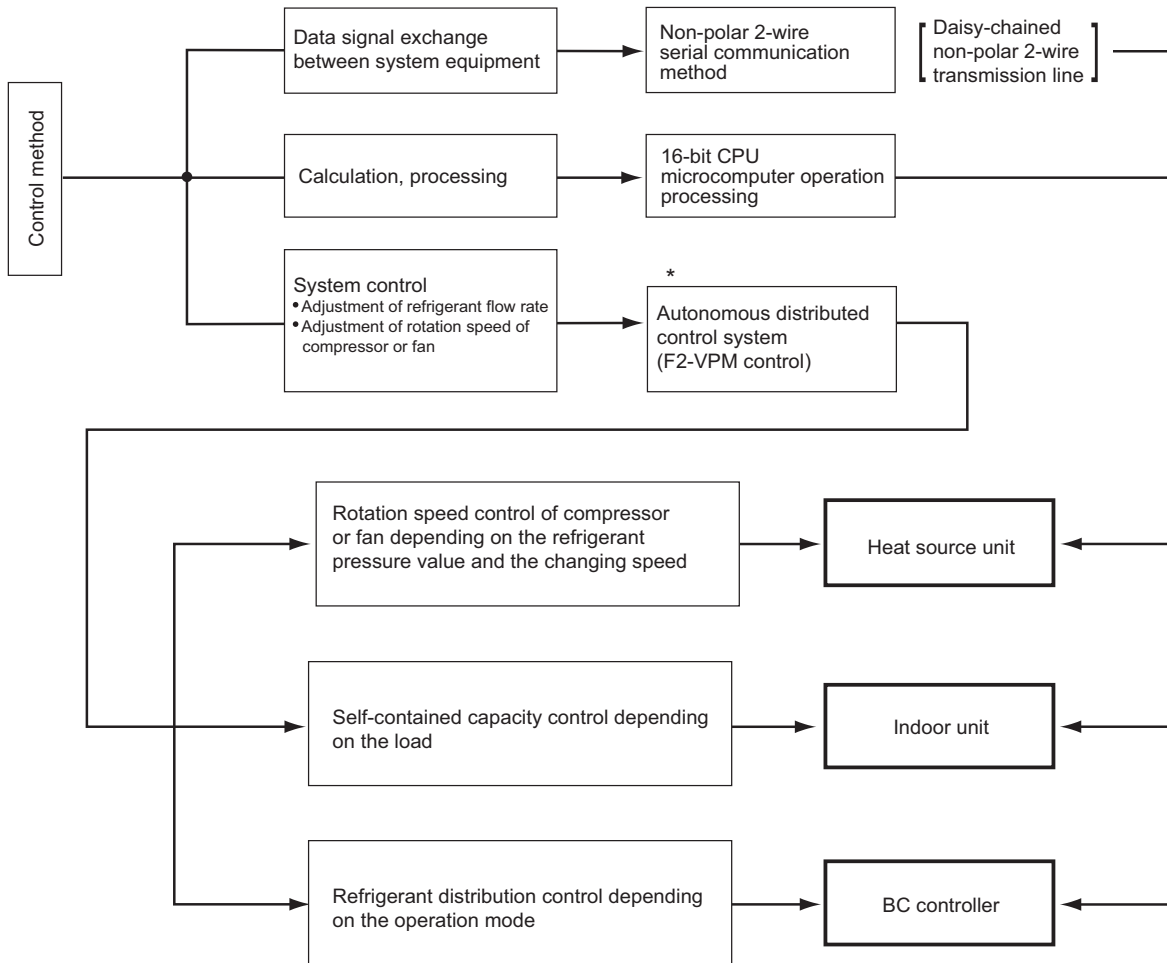 Data signal exchange
between system equipment
Non-polar 2-wire
serial communication
method
Daisy-chained
non-polar 2-wire
transmission line
Control method
Calculation, processing
16-bit CPU
microcomputer operation
processing
System control
• Adjustment of refrigerant flow rate
• Adjustment of rotation speed of
compressor or fan
*
Autonomous distributed
control system
(F2-VPM control)
Rotation speed control of compressor
or fan depending on the refrigerant
pressure value and the changing speed
Heat source unit
Self-contained capacity control depending
on the load
Indoor unit
Refrigerant distribution control depending
on the operation mode
BC controller